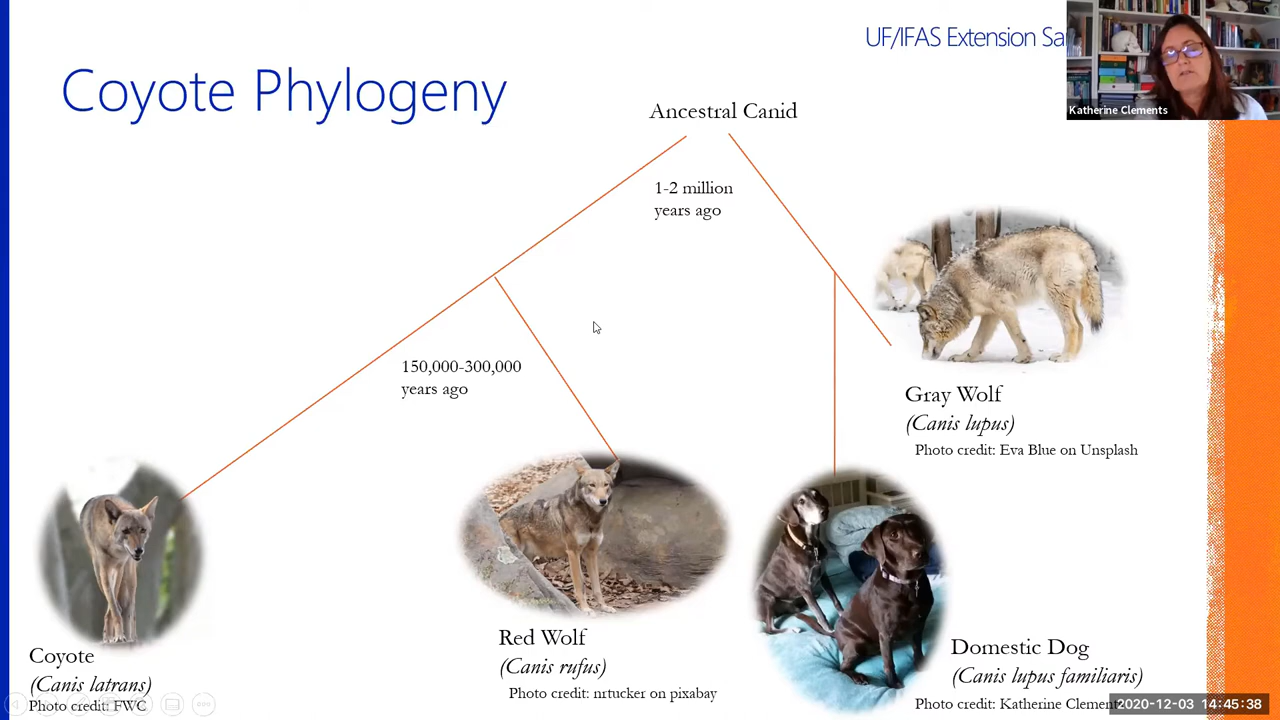 UF/IFAS Extension
Katherine Clements
Coyote Phylogeny
Ancestral Canid
1-2 million
years ago
150,000-300,000
years ago
Gray Wolf
(Canis lupus)
Photo credit: Eva Blue on Unsplash
Coyote
(Canis latrans)
Photo credit: FWC
Red Wolf
(Canis rufus)
Photo credit: nrtucker on pixabay
Domestic Dog
(Canis lupus familiaris)
Photo credit: Katherine Clement
2020-12-03 14:45:38